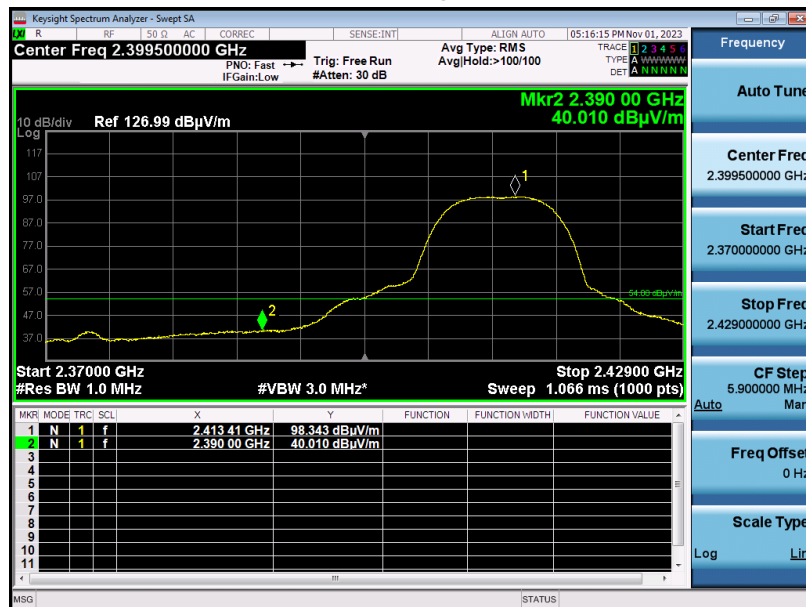 Keysight Spectrum Analyzer - Swept SA
LXI R RF 50 Ω AC CORREC SENSE:INT ALIGN AUTO 05:16:15 PM Nov 01, 2023
Center Freq 2.399500000 GHz
PNO: Fast
IFGain:Low
Trig: Free Run
#Atten: 30 dB
Avg Type: RMS
Avg|Hold:>100/100
TRACE 1 2 3 4 5 6
TYPE A WWWWW
DET A N N N N N
Mkr2 2.390 00 GHz
40.010 dBµV/m
10 dB/div Ref 126.99 dBµV/m
Log
117
107
97.0
87.0
77.0
67.0
57.0
47.0
37.0
1
2
54.00 dBµV/m
Start 2.37000 GHz Stop 2.42900 GHz
#Res BW 1.0 MHz #VBW 3.0 MHz* Sweep 1.066 ms (1000 pts)
MKR MODE TRC SCL X Y FUNCTION FUNCTION WIDTH FUNCTION VALUE
1 N 1 f 2.413 41 GHz 98.343 dBµV/m
2 N 1 f 2.390 00 GHz 40.010 dBµV/m
3
4
5
6
7
8
9
10
11
MSG STATUS
Frequency
Auto Tune
Center Freq
2.399500000 GHz
Start Freq
2.370000000 GHz
Stop Freq
2.429000000 GHz
CF Step
5.900000 MHz
Auto Man
Freq Offset
0 Hz
Scale Type
Log Lin